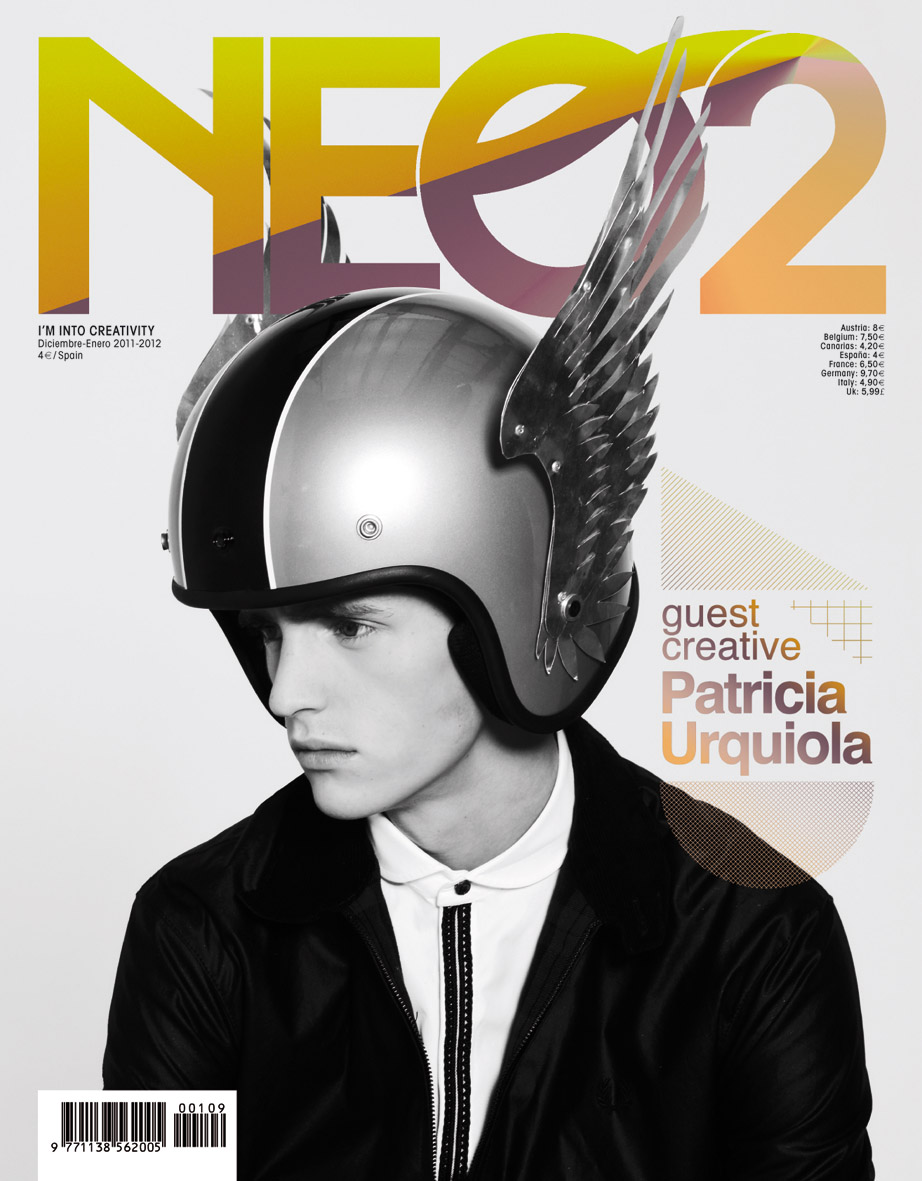 NEO2
I'M INTO CREATIVITY
Diciembre-Enero 2011-2012
4€/Spain
Austria: 8€
Belgium: 7,50€
Canarias: 4,20€
España: 4€
France: 6,50€
Germany: 9,70€
Italy: 4,90€
Uk: 5,99£
guest
creative
Patricia
Urquiola
00109
9 771138 562005